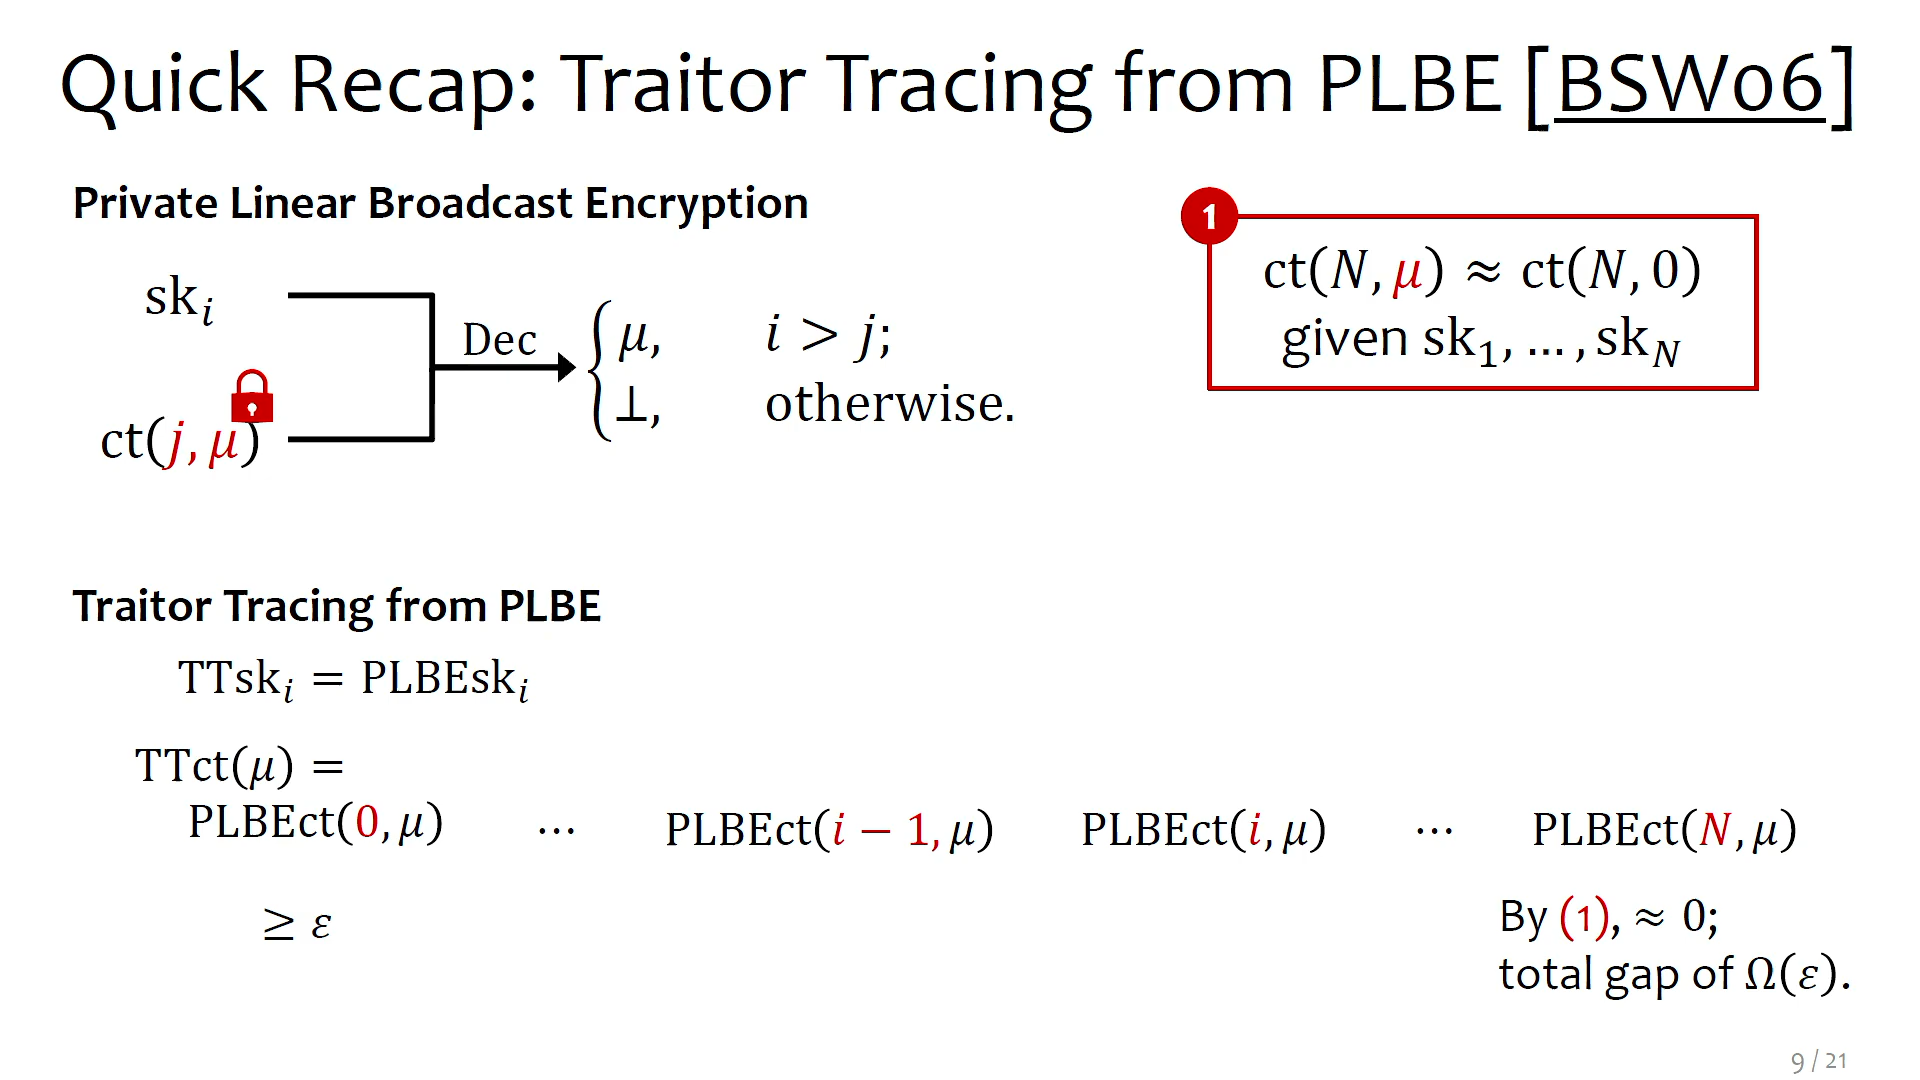 Quick Recap: Traitor Tracing from PLBE [BSW06]
Private Linear Broadcast Encryption
sk_i
ct(j, μ)
Dec
μ, i > j;
⊥, otherwise.
1
ct(N, μ) ≈ ct(N, 0)
given sk_1, …, sk_N
Traitor Tracing from PLBE
TTsk_i = PLBEsk_i
TTct(μ) =
PLBEct(0, μ) ⋯ PLBEct(i − 1, μ) PLBEct(i, μ) ⋯ PLBEct(N, μ)
≥ ε
By (1), ≈ 0;
total gap of Ω(ε).
9 / 21